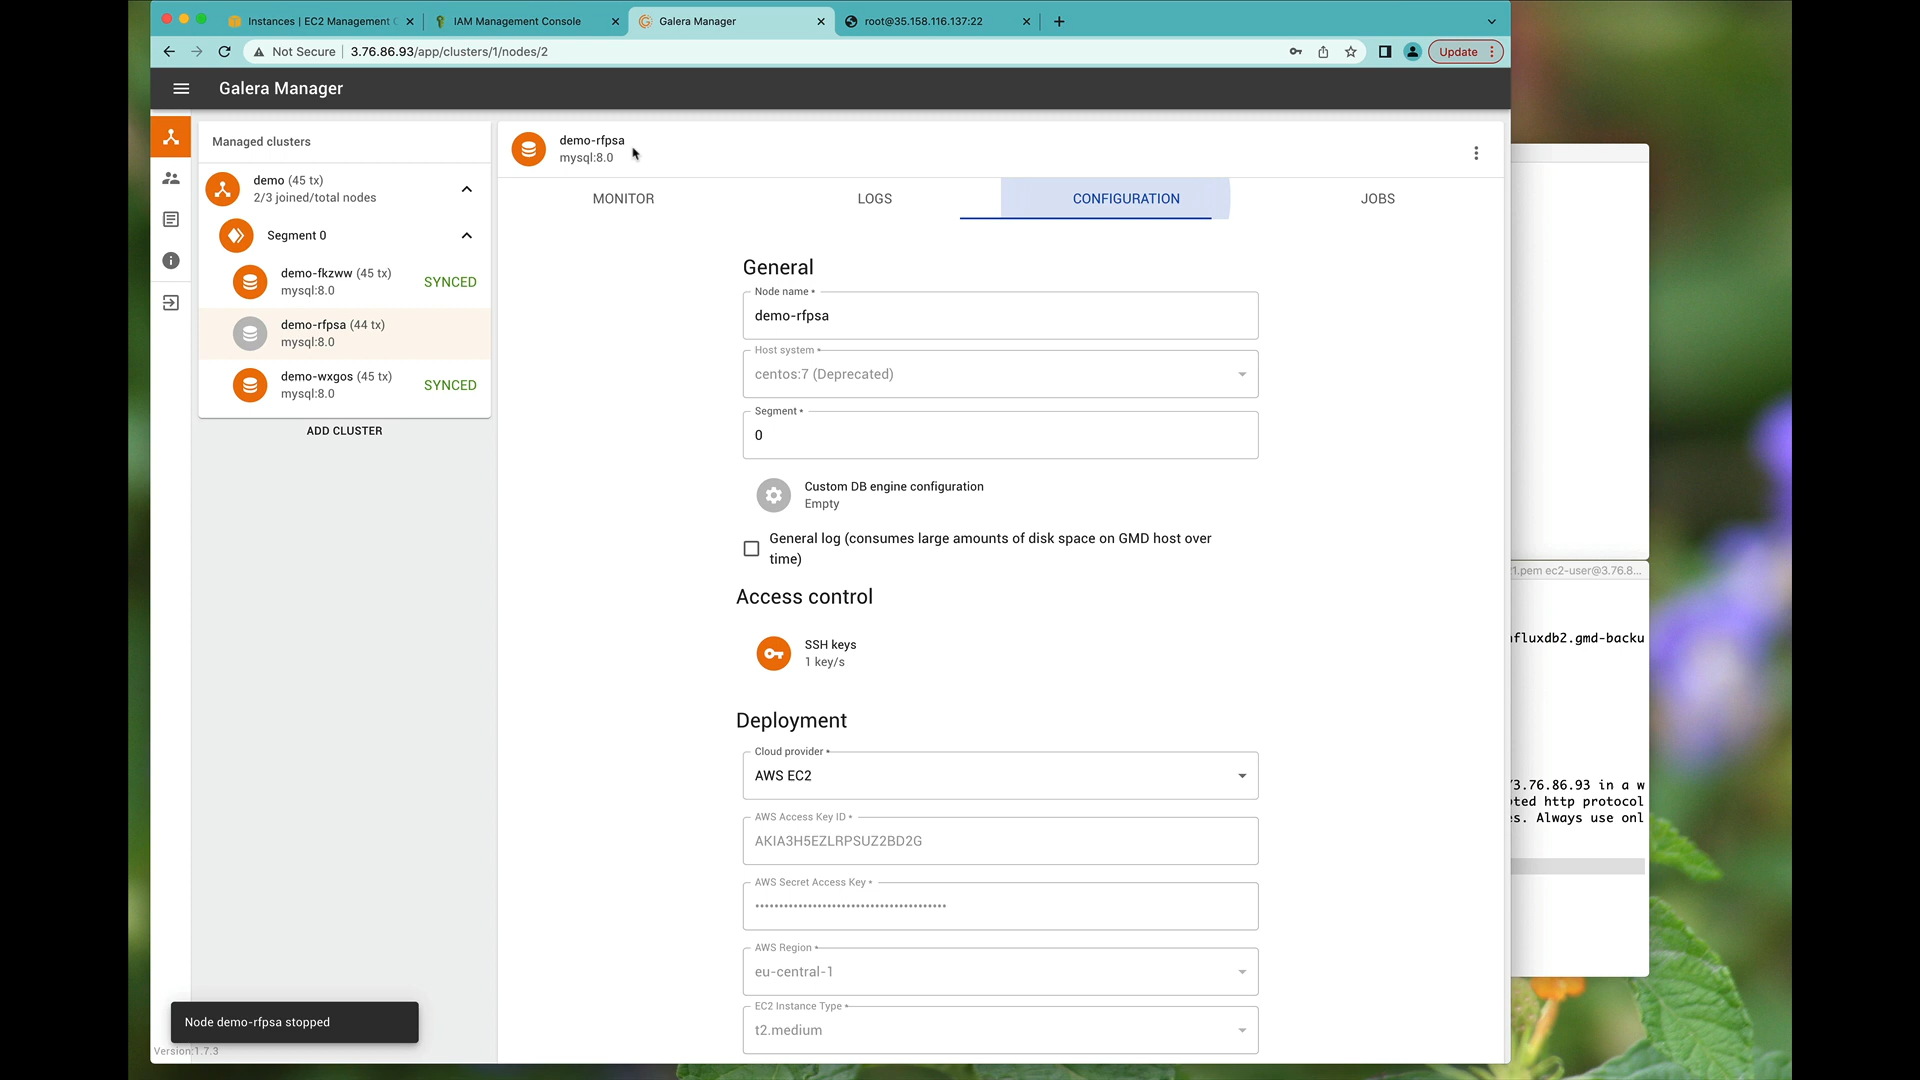 Instances | EC2 Management C
IAM Management Console
Galera Manager
root@35.158.116.137:22
Not Secure
3.76.86.93/app/clusters/1/nodes/2
Update
Galera Manager
Managed clusters
demo (45 tx)
2/3 joined/total nodes
Segment 0
demo-fkzww (45 tx)
mysql:8.0
SYNCED
demo-rfpsa (44 tx)
mysql:8.0
demo-wxgos (45 tx)
mysql:8.0
SYNCED
ADD CLUSTER
demo-rfpsa
mysql:8.0
MONITOR
LOGS
CONFIGURATION
JOBS
General
Node name *
demo-rfpsa
Host system *
centos:7 (Deprecated)
Segment *
0
Custom DB engine configuration
Empty
General log (consumes large amounts of disk space on GMD host over
time)
Access control
SSH keys
1 key/s
Deployment
Cloud provider *
AWS EC2
AWS Access Key ID *
AKIA3H5EZLRPSUZ2BD2G
AWS Secret Access Key *
AWS Region *
eu-central-1
EC2 Instance Type *
t2.medium
Node demo-rfpsa stopped
Version:1.7.3
1.pem ec2-user@3.76.8...
fluxdb2.gmd-backu
3.76.86.93 in a w
ted http protocol
s. Always use onl